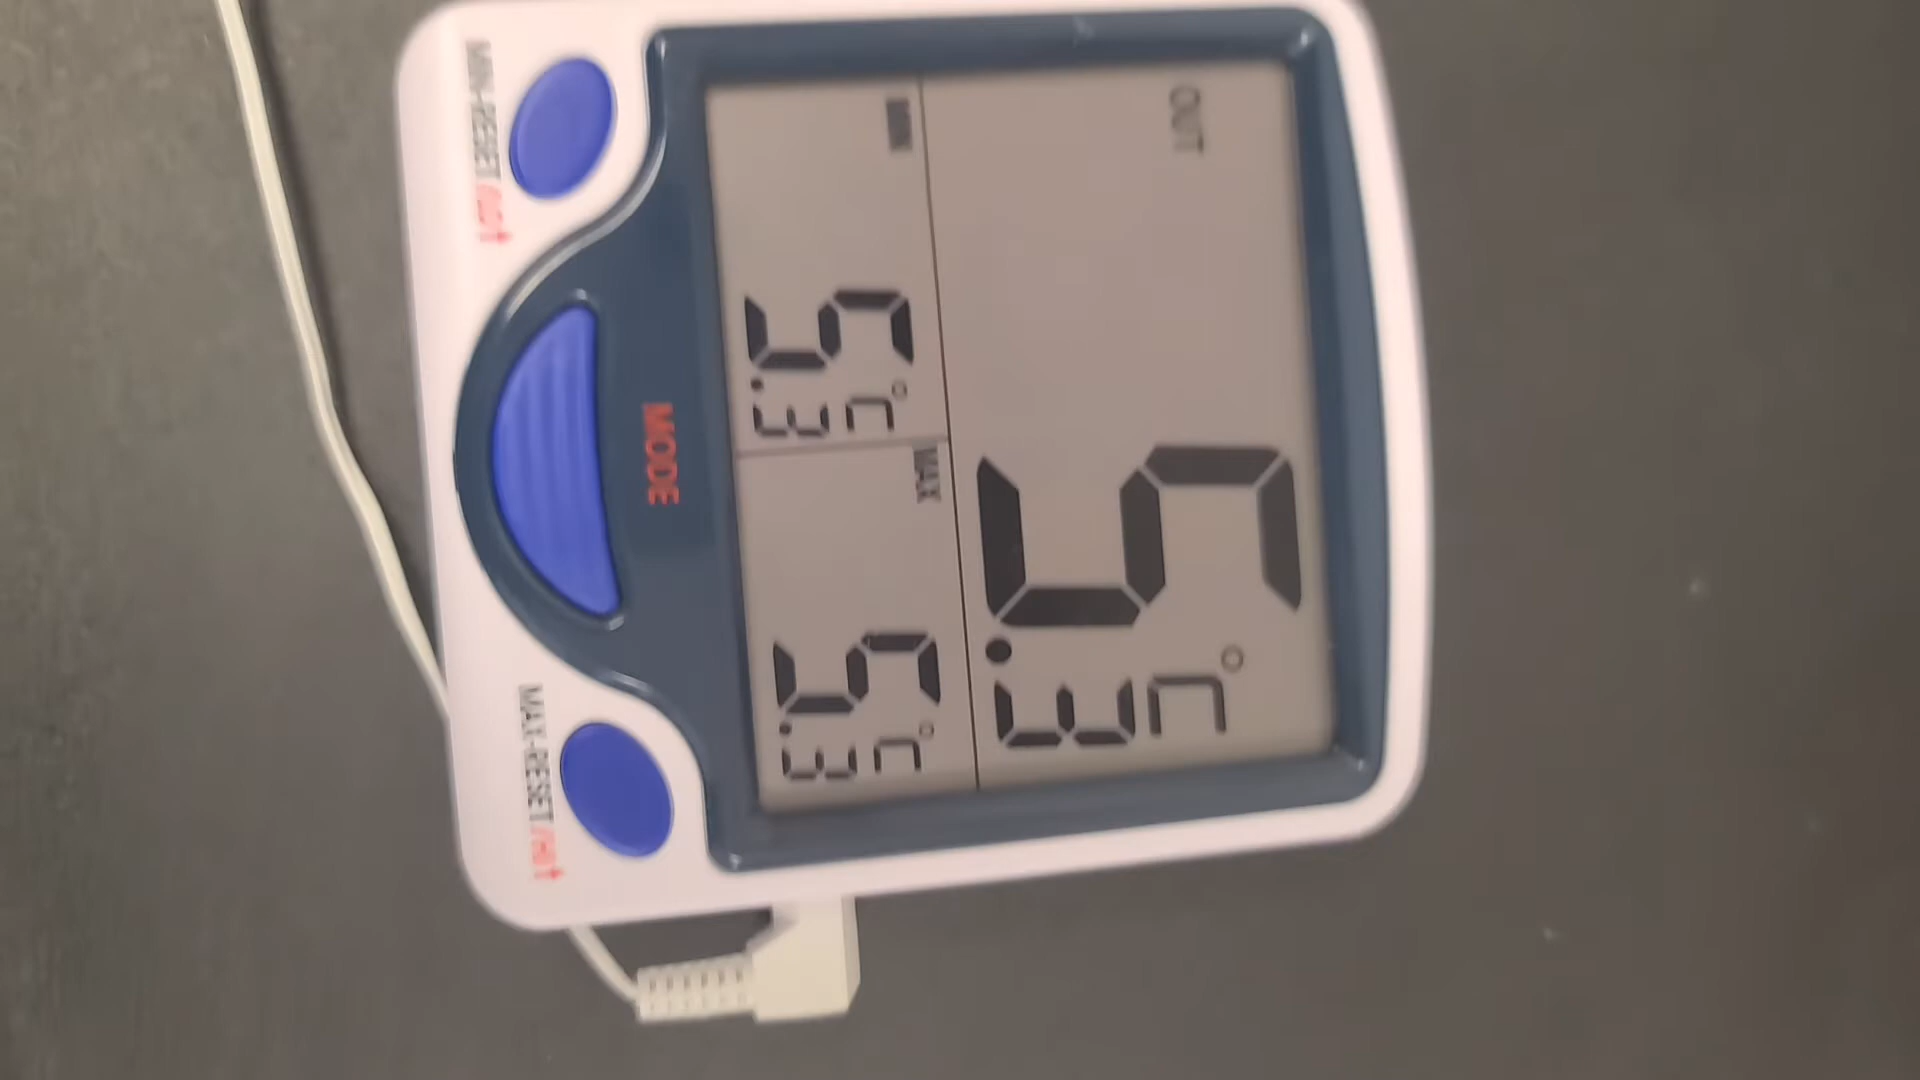 OUT
5.3 °C
MIN MAX
5.3 °C 5.3 °C
MODE
MIN-RESET MAX-RESET